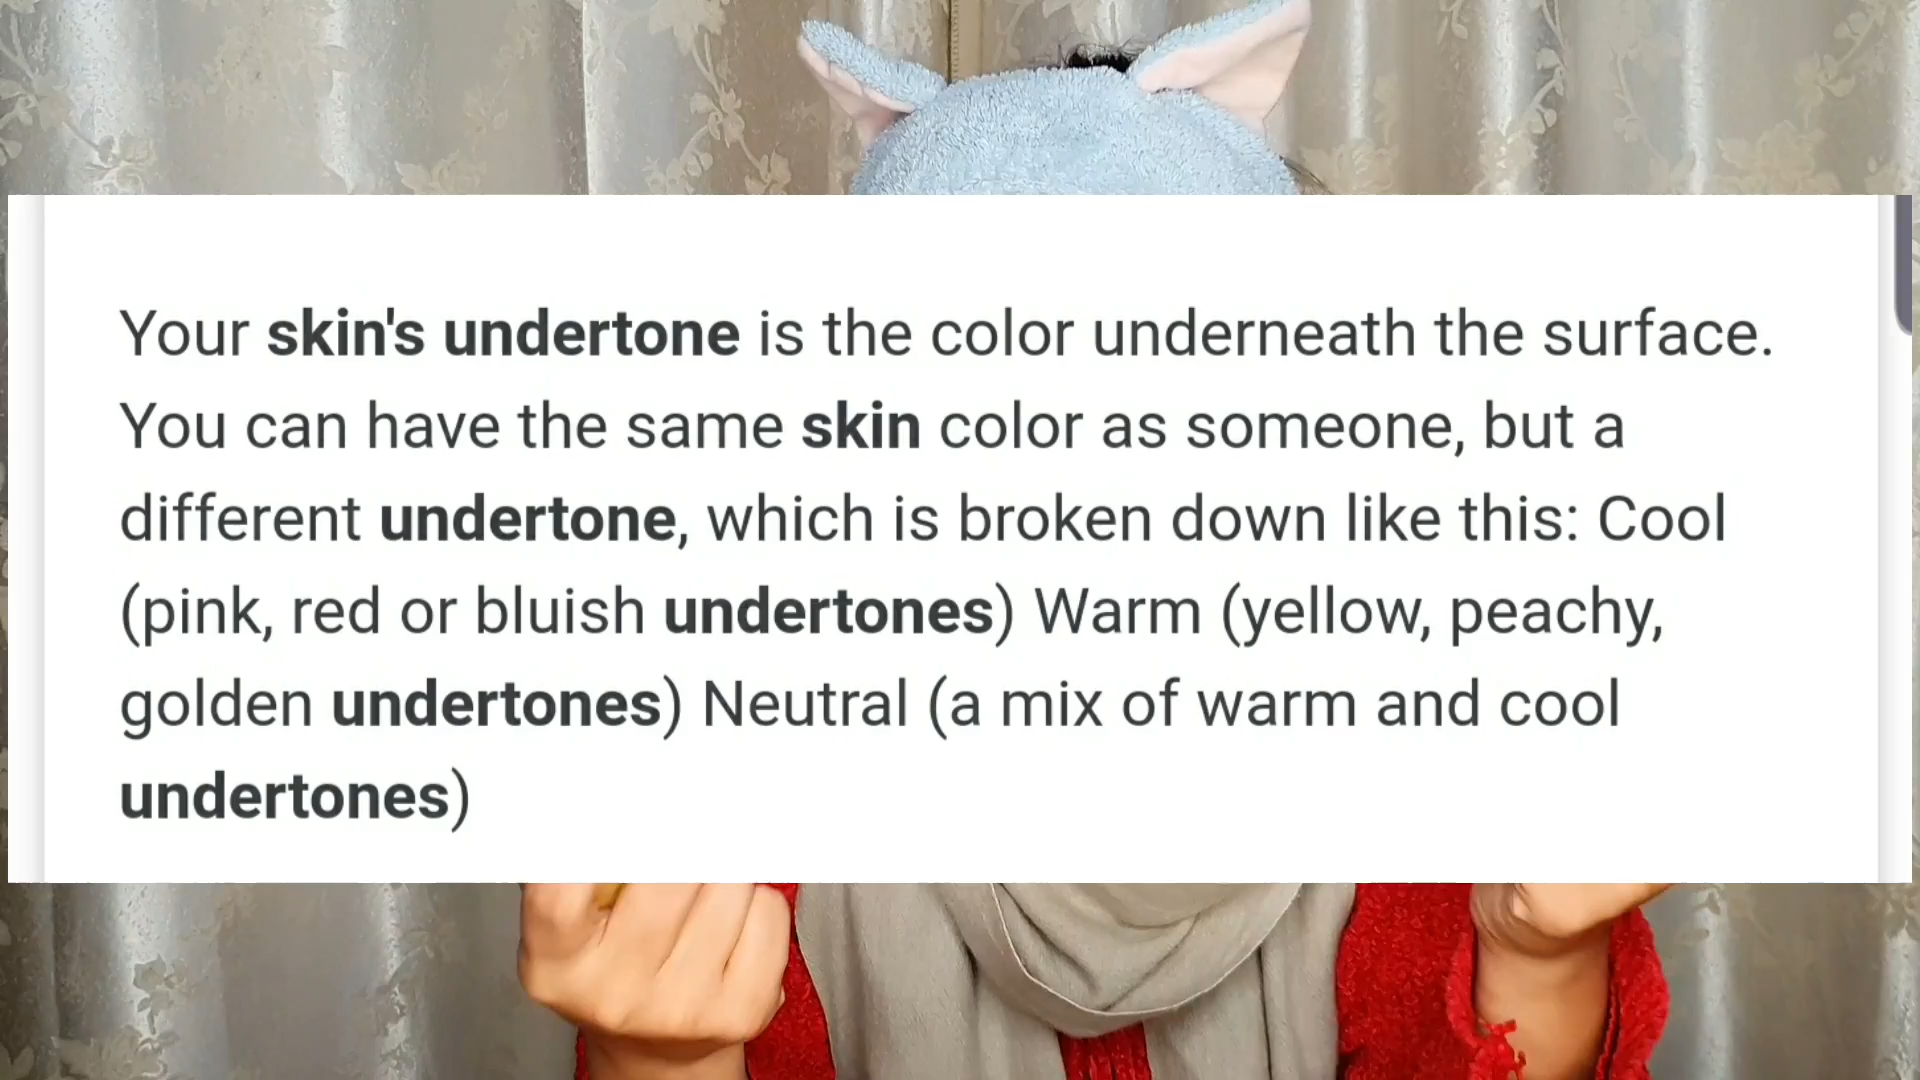 Your skin's undertone is the color underneath the surface.
You can have the same skin color as someone, but a
different undertone, which is broken down like this: Cool
(pink, red or bluish undertones) Warm (yellow, peachy,
golden undertones) Neutral (a mix of warm and cool
undertones)